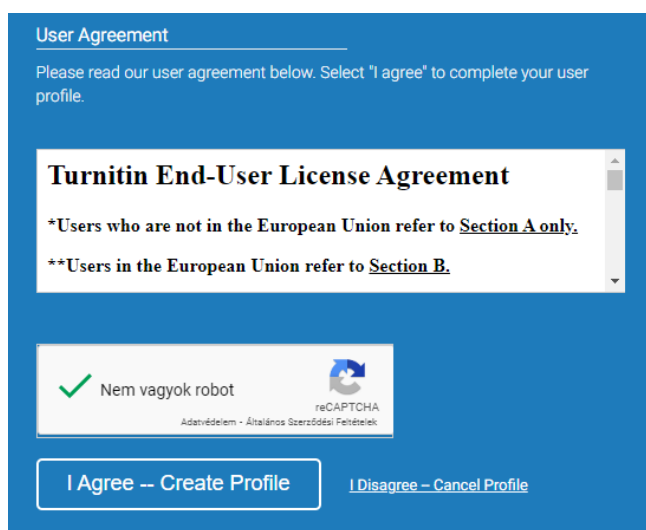 User Agreement
Please read our user agreement below. Select "I agree" to complete your user
profile.
Turnitin End-User License Agreement
*Users who are not in the European Union refer to Section A only.
**Users in the European Union refer to Section B.
Nem vagyok robot
reCAPTCHA
Adatvédelem - Általános Szerződési Feltételek
I Agree -- Create Profile
I Disagree – Cancel Profile